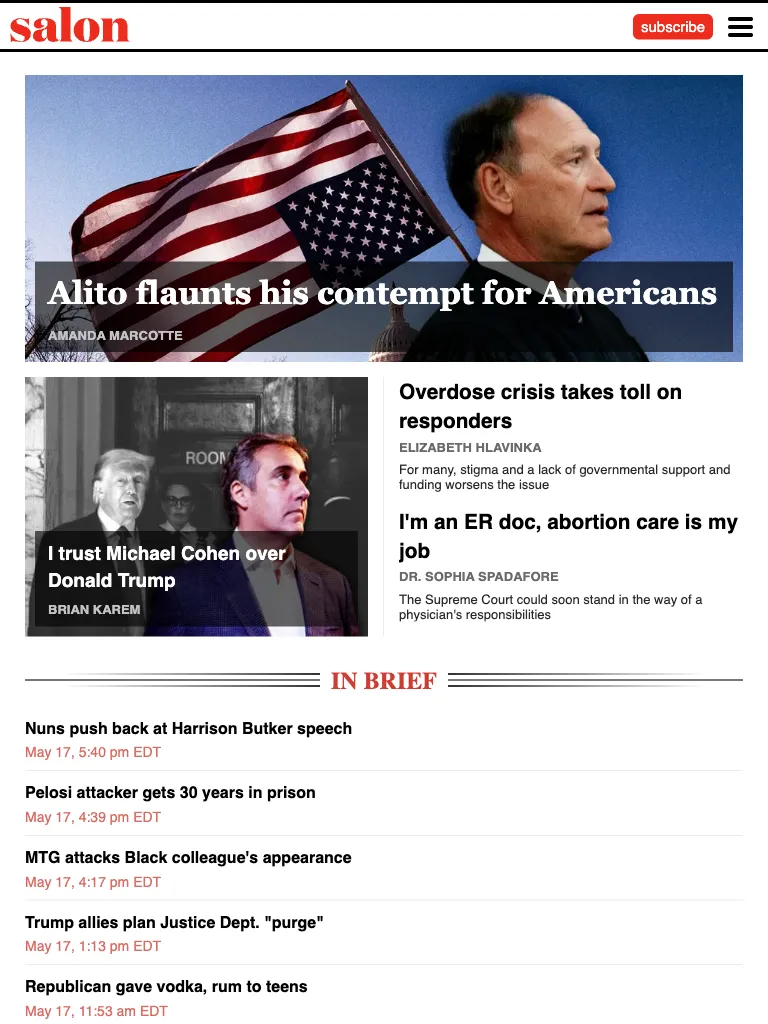 salon
subscribe
Alito flaunts his contempt for Americans
AMANDA MARCOTTE
ROOM
I trust Michael Cohen over
Donald Trump
BRIAN KAREM
Overdose crisis takes toll on
responders
ELIZABETH HLAVINKA
For many, stigma and a lack of governmental support and
funding worsens the issue
I'm an ER doc, abortion care is my
job
DR. SOPHIA SPADAFORE
The Supreme Court could soon stand in the way of a
physician's responsibilities
IN BRIEF
Nuns push back at Harrison Butker speech
May 17, 5:40 pm EDT
Pelosi attacker gets 30 years in prison
May 17, 4:39 pm EDT
MTG attacks Black colleague's appearance
May 17, 4:17 pm EDT
Trump allies plan Justice Dept. "purge"
May 17, 1:13 pm EDT
Republican gave vodka, rum to teens
May 17, 11:53 am EDT